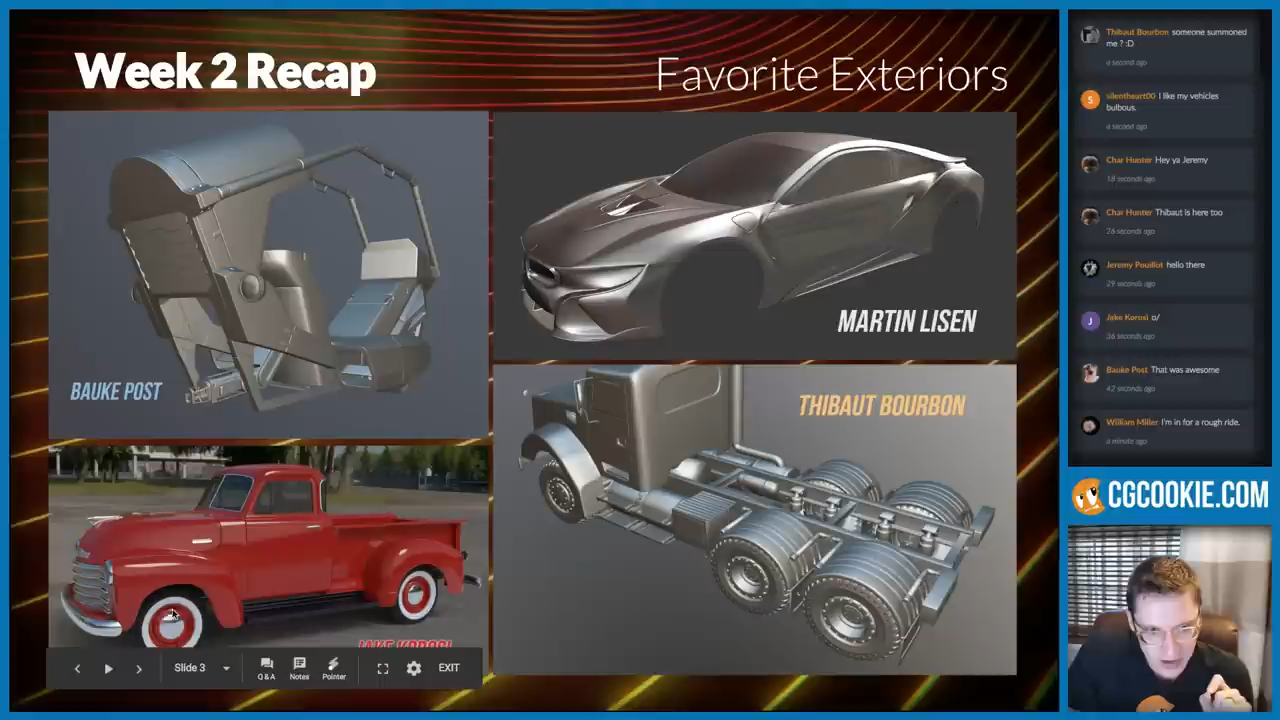 Week 2 Recap
Favorite Exteriors
BAUKE POST
MARTIN LISEN
THIBAUT BOURBON
JAKE KOROSI
Slide 3
Q & A
Notes
Pointer
EXIT
Thibaut Bourbon someone summoned
me ? :D
a second ago
S
silentheart00 I like my vehicles
bulbous.
a second ago
Char Hunter Hey ya Jeremy
18 seconds ago
Char Hunter Thibaut is here too
26 seconds ago
Jeremy Pouillot hello there
29 seconds ago
J
Jake Korosi o/
36 seconds ago
Bauke Post That was awesome
42 seconds ago
William Miller I'm in for a rough ride.
a minute ago
CGCOOKIE.COM